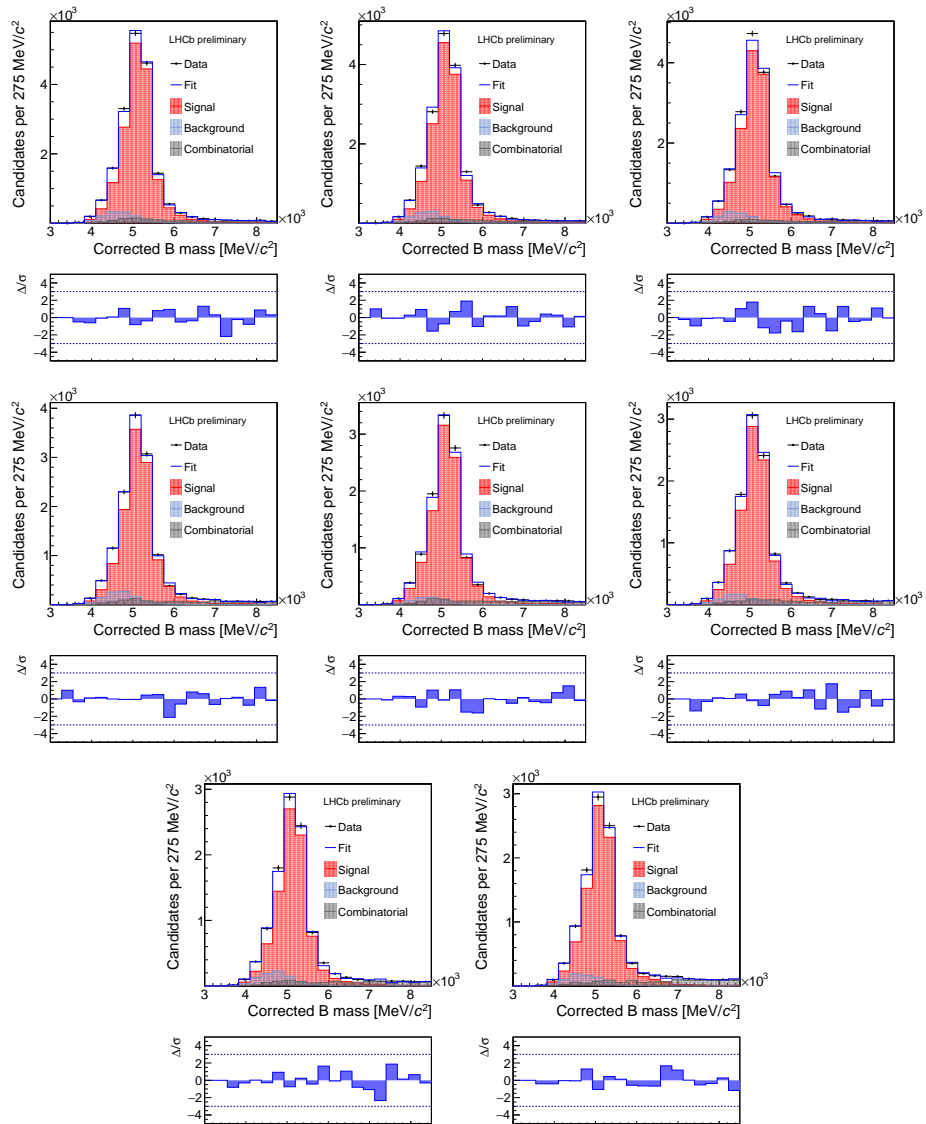 ×10³ ×10³ ×10³
Candidates per 275 MeV/c²
LHCb preliminary
Data
Fit
Signal
Background
Combinatorial
2
4
3 4 5 6 7 8 ×10³
Corrected B mass [MeV/c²]
Candidates per 275 MeV/c²
LHCb preliminary
Data
Fit
Signal
Background
Combinatorial
4
2
3 4 5 6 7 8 ×10³
Corrected B mass [MeV/c²]
Candidates per 275 MeV/c²
LHCb preliminary
Data
Fit
Signal
Background
Combinatorial
4
2
3 4 5 6 7 8 ×10³
Corrected B mass [MeV/c²]
Δ/σ
4
2
0
−2
−4
Δ/σ
4
2
0
−2
−4
Δ/σ
4
2
0
−2
−4
×10³ ×10³ ×10³
Candidates per 275 MeV/c²
LHCb preliminary
Data
Fit
Signal
Background
Combinatorial
4
3
2
1
3 4 5 6 7 8 ×10³
Corrected B mass [MeV/c²]
Candidates per 275 MeV/c²
LHCb preliminary
Data
Fit
Signal
Background
Combinatorial
3
2
1
3 4 5 6 7 8 ×10³
Corrected B mass [MeV/c²]
Candidates per 275 MeV/c²
LHCb preliminary
Data
Fit
Signal
Background
Combinatorial
3
2
1
3 4 5 6 7 8 ×10³
Corrected B mass [MeV/c²]
Δ/σ
4
2
0
−2
−4
Δ/σ
4
2
0
−2
−4
Δ/σ
4
2
0
−2
−4
×10³ ×10³
Candidates per 275 MeV/c²
LHCb preliminary
Data
Fit
Signal
Background
Combinatorial
3
2
1
3 4 5 6 7 8 ×10³
Corrected B mass [MeV/c²]
Candidates per 275 MeV/c²
LHCb preliminary
Data
Fit
Signal
Background
Combinatorial
3
2
1
3 4 5 6 7 8 ×10³
Corrected B mass [MeV/c²]
Δ/σ
4
2
0
−2
−4
Δ/σ
4
2
0
−2
−4